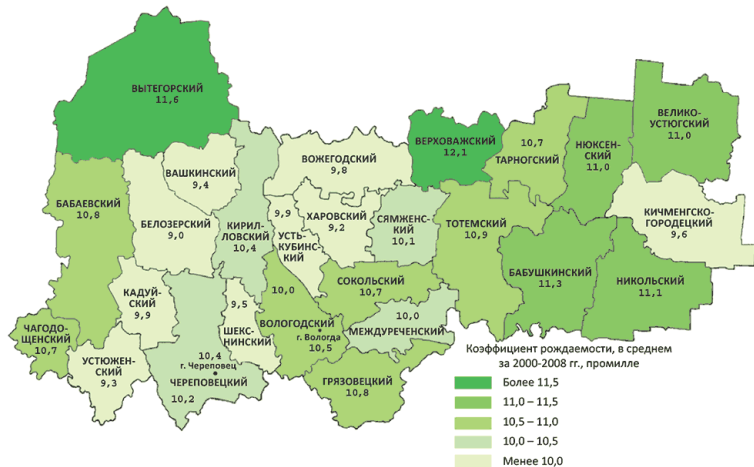 ВЫТЕГОРСКИЙ
11,6
ВАШКИНСКИЙ
9,4
ВОЖЕГОДСКИЙ
9,8
ВЕРХОВАЖСКИЙ
12,1
10,7
ТАРНОГСКИЙ
НЮКСЕН-
СКИЙ
11,0
ВЕЛИКО-
УСТЮГСКИЙ
11,0
БАБАЕВСКИЙ
10,8
БЕЛОЗЕРСКИЙ
9,0
КИРИЛ-
ЛОВСКИЙ
10,4
9,9
УСТЬ-
КУБИН-
СКИЙ
ХАРОВСКИЙ
9,2
СЯМЖЕН-
СКИЙ
10,1
ТОТЕМСКИЙ
10,9
КИЧМЕНГСКО-
ГОРОДЕЦКИЙ
9,6
БАБУШКИНСКИЙ
11,3
НИКОЛЬСКИЙ
11,1
КАДУЙ-
СКИЙ
9,9
9,5
ШЕКС-
НИНСКИЙ
10,0
ВОЛОГОДСКИЙ
г. Вологда
10,5
СОКОЛЬСКИЙ
10,7
10,0
МЕЖДУРЕЧЕНСКИЙ
ЧАГОДО-
ЩЕНСКИЙ
10,7
УСТЮЖЕН-
СКИЙ
9,3
10,4
г. Череповец
ЧЕРЕПОВЕЦКИЙ
10,2
ГРЯЗОВЕЦКИЙ
10,8
Коэффициент рождаемости, в среднем
за 2000-2008 гг., промилле
Более 11,5
11,0 – 11,5
10,5 – 11,0
10,0 – 10,5
Менее 10,0